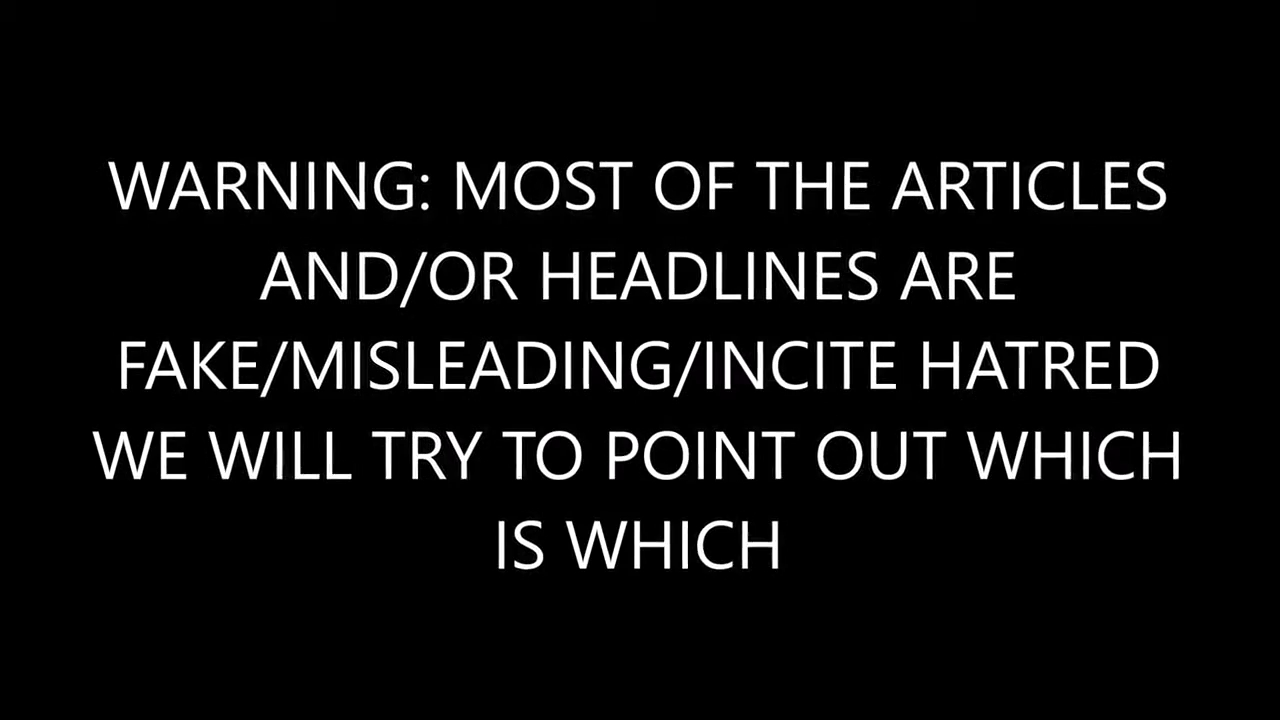 WARNING: MOST OF THE ARTICLES
AND/OR HEADLINES ARE
FAKE/MISLEADING/INCITE HATRED
WE WILL TRY TO POINT OUT WHICH
IS WHICH